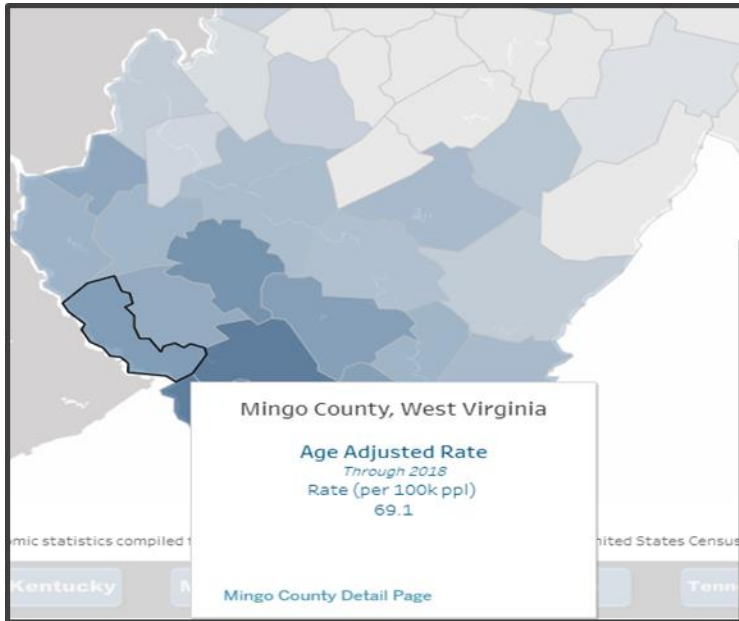 Mingo County, West Virginia
Age Adjusted Rate
Through 2018
Rate (per 100k ppl)
69.1
omic statistics compiled
nited States Census
Kentucky
Mingo County Detail Page
Tenn